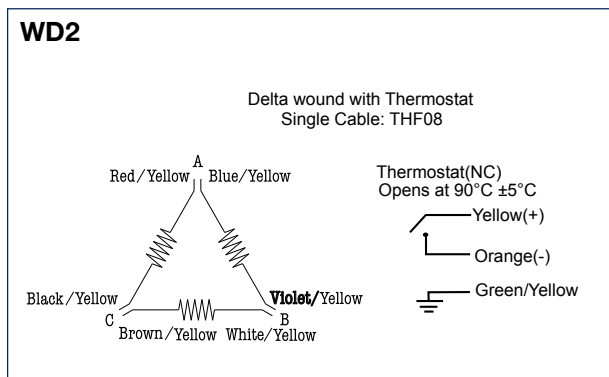 WD2
Delta wound with Thermostat
Single Cable: THF08
A
Red/Yellow Blue/Yellow
Thermostat(NC)
Opens at 90°C ±5°C
Yellow(+)
Orange(-)
Green/Yellow
Black/Yellow Violet/Yellow
C B
Brown/Yellow White/Yellow